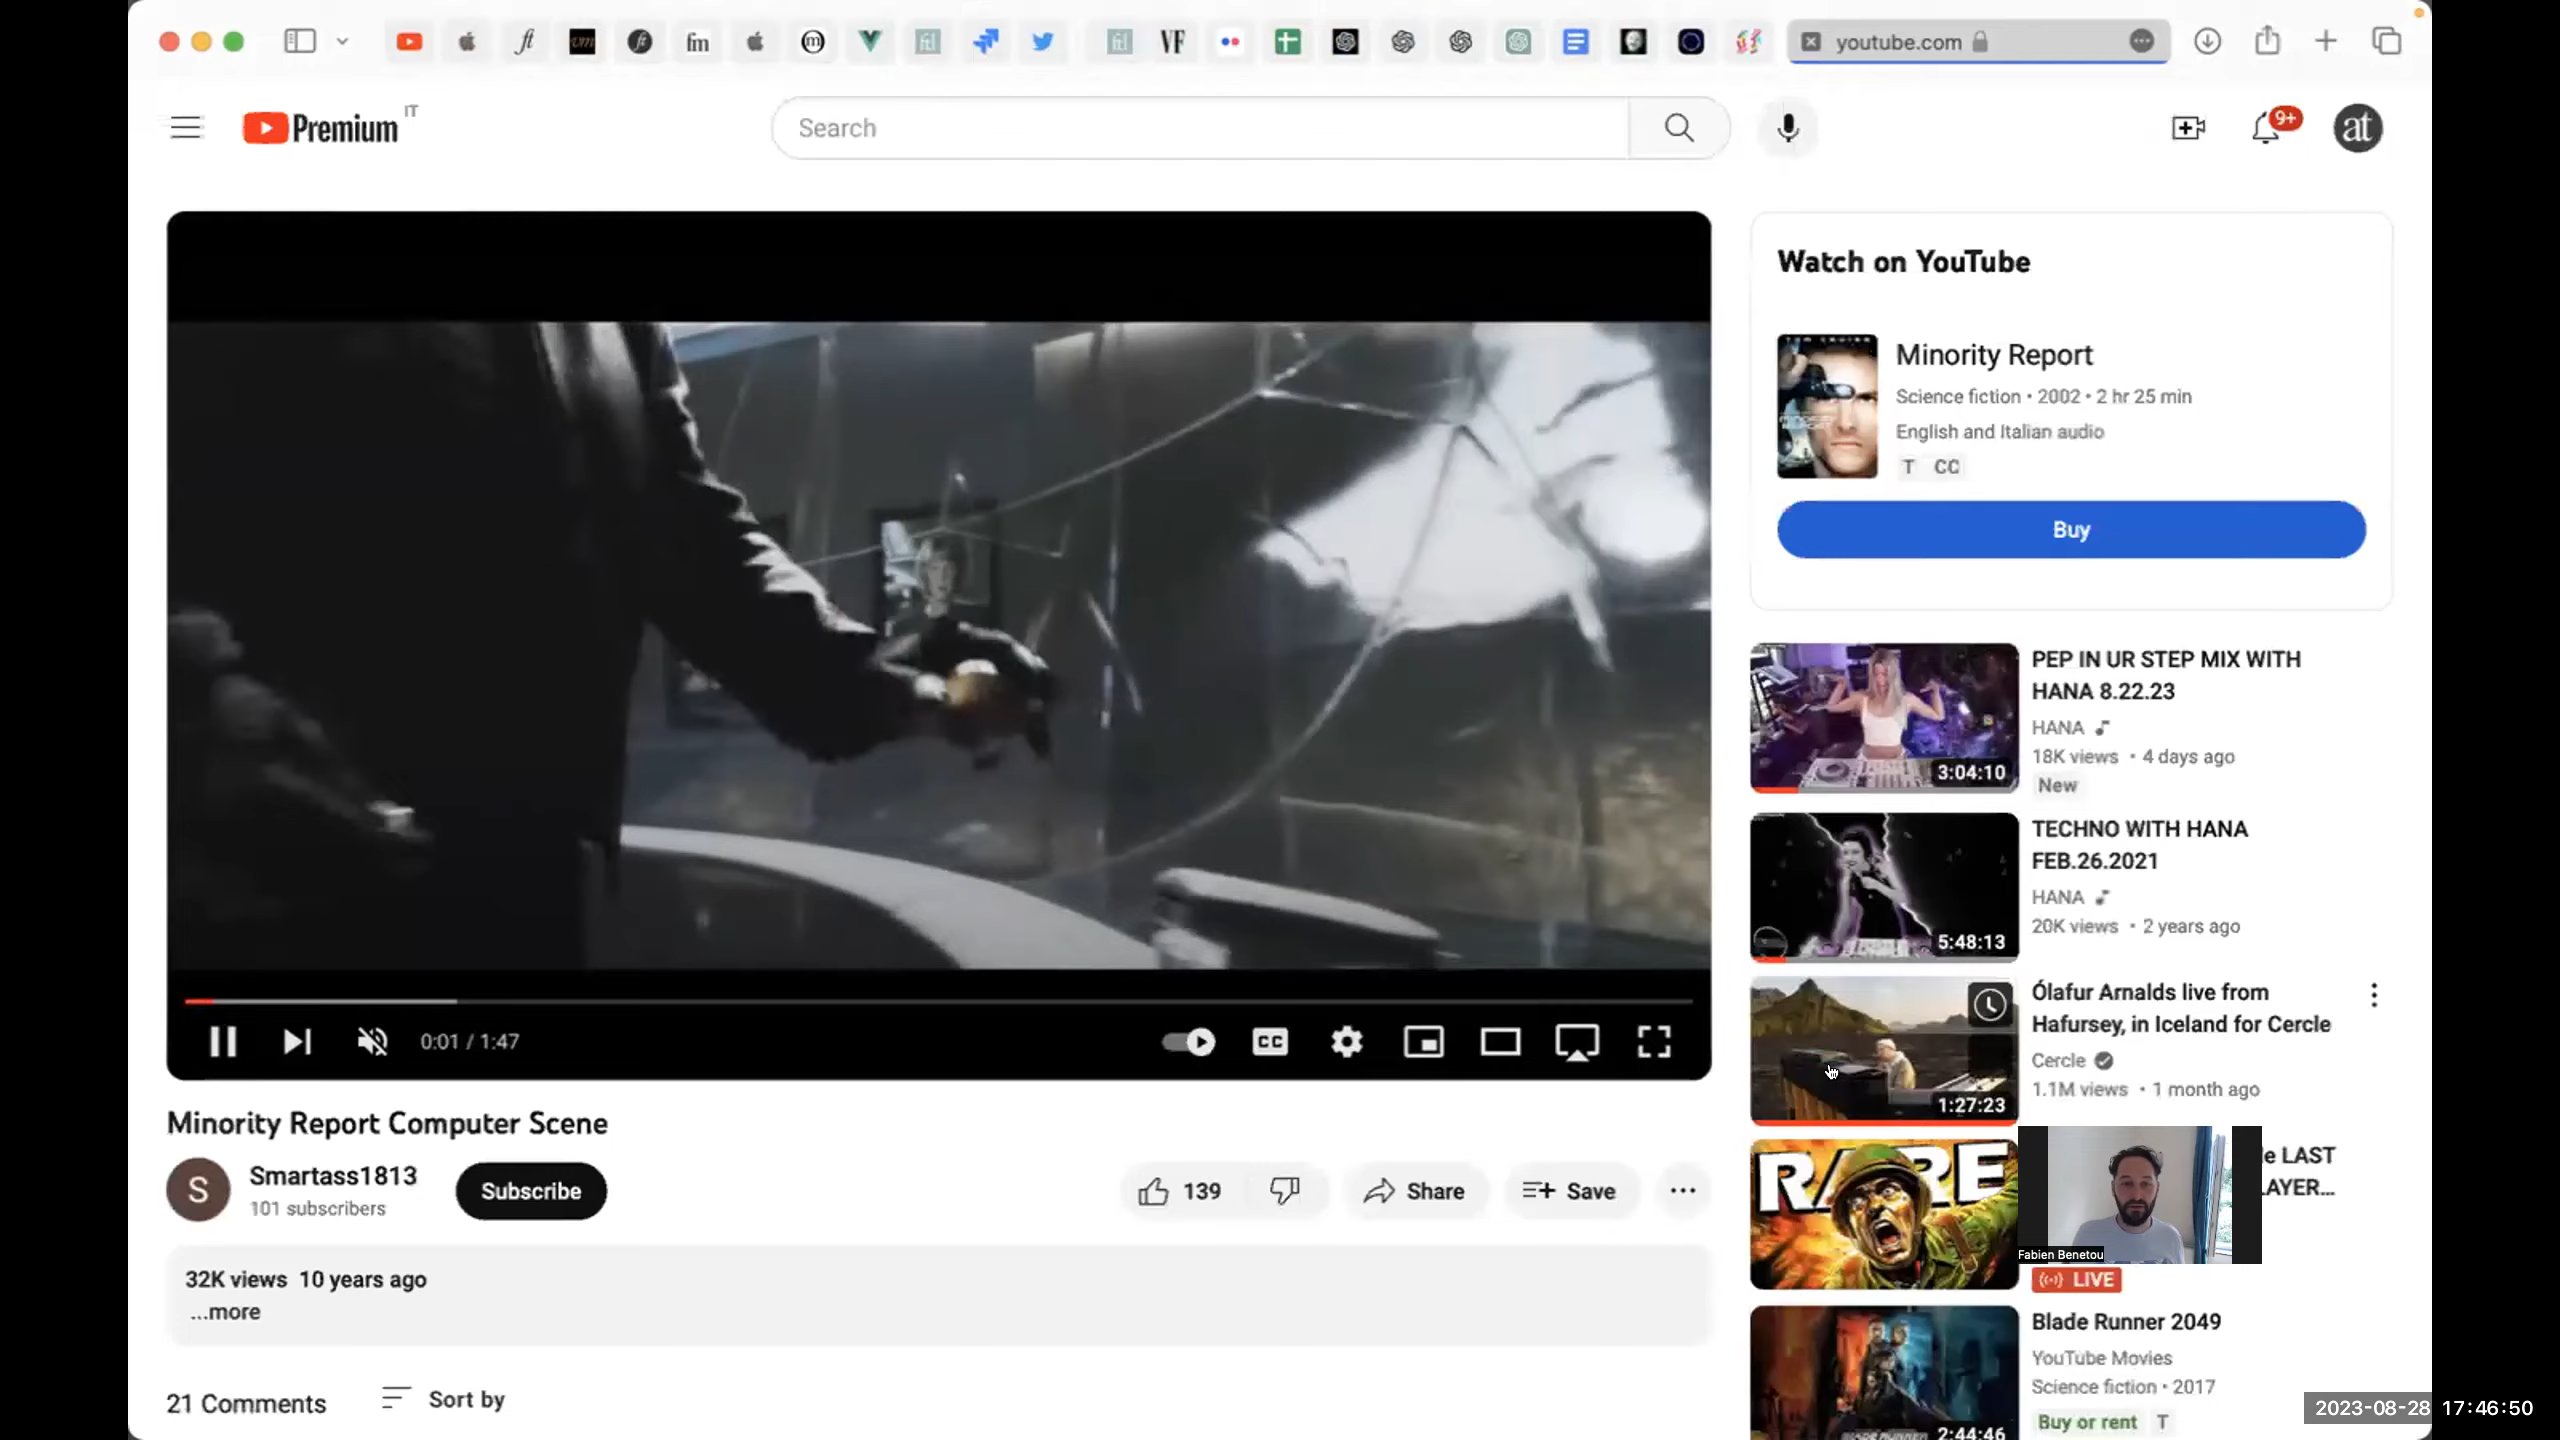 youtube.com
Premium IT
Search
9+
at
Watch on YouTube
Minority Report
Science fiction • 2002 • 2 hr 25 min
English and Italian audio
T CC
Buy
PEP IN UR STEP MIX WITH
HANA 8.22.23
HANA
18K views • 4 days ago
New
3:04:10
TECHNO WITH HANA
FEB.26.2021
HANA
20K views • 2 years ago
5:48:13
Ólafur Arnalds live from
Hafursey, in Iceland for Cercle
Cercle
1.1M views • 1 month ago
1:27:23
RARE
e LAST
AYER...
Fabien Benetou
LIVE
Blade Runner 2049
YouTube Movies
Science fiction • 2017
Buy or rent T
2:44:46
0:01 / 1:47
CC
Minority Report Computer Scene
S
Smartass1813
101 subscribers
Subscribe
139
Share
Save
32K views 10 years ago
...more
21 Comments
Sort by
2023-08-28 17:46:50
VF
fm
m